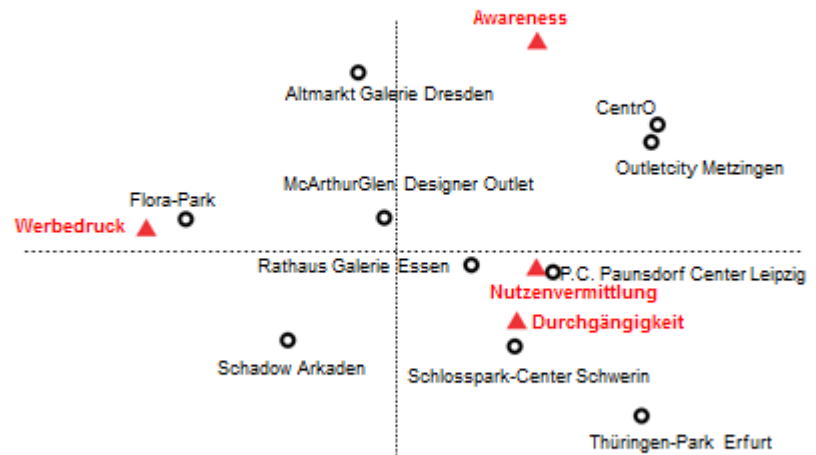 Awareness
Altmarkt Galerie Dresden
CentrO
Outletcity Metzingen
McArthurGlen Designer Outlet
Flora-Park
Werbedruck
Rathaus Galerie Essen
P.C. Paunsdorf Center Leipzig
Nutzenvermittlung
Durchgängigkeit
Schadow Arkaden
Schlosspark-Center Schwerin
Thüringen-Park Erfurt